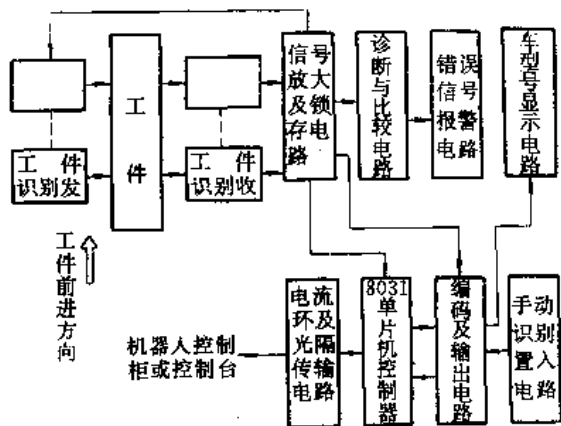 信号
放大
及锁
存电
路
诊断与比较电路
错误
信号
报警
电路
车型号显示电路
工件
工件
识别发
工件
识别收
工件前进方向
机器人控制
柜或控制台
电流
环及
光隔
传输
电路
8031
单片机控制器
编码及输出电路
手动
识别
置入
电路